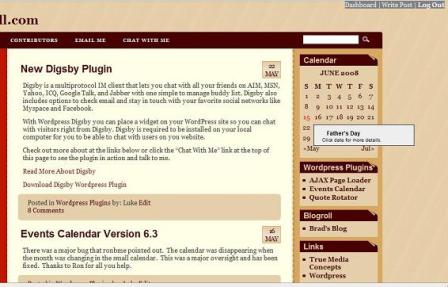 Dashboard | Write Post | Log Out
ll.com
CONTRIBUTORS EMAIL ME CHAT WITH ME
New Digsby Plugin
22
MAY
Digsby is a multiprotocol IM client that lets you chat with all your friends on AIM, MSN,
Yahoo, ICQ, Google Talk, and Jabber with one simple to manage buddy list. Digsby also
includes options to check email and stay in touch with your favorite social networks like
Myspace and Facebook.
With Wordpress Digsby you can place a widget on your WordPress site so you can chat
with visitors right from Digsby. Digsby is required to be installed on your local
computer for you to be able to chat with users on you website.
Check out more about at the links below or click the "Chat With Me" link at the top of
this page to see the plugin in action and talk to me.
Read More About Digsby
Download Digsby Wordpress Plugin
Posted in Wordpress Plugins by: Luke Edit
8 Comments
Events Calendar Version 6.3
16
MAY
There was a major bug that ronbme pointed out. The calendar was disappearing when
the month was changing in the small calendar. This was a major oversight and has been
fixed. Thanks to Ron for all you help.
Calendar
JUNE 2008
S M T W T F S
1 2 3 4 5 6 7
8 9 10 11 12 13 14
15 16 17 18 19 20 21
22
29
Father's Day
Click date for more details.
«May Jul»
Wordpress Plugins
AJAX Page Loader
Events Calendar
Quote Rotator
Blogroll
Brad's Blog
Links
True Media
Concepts
Wordpress